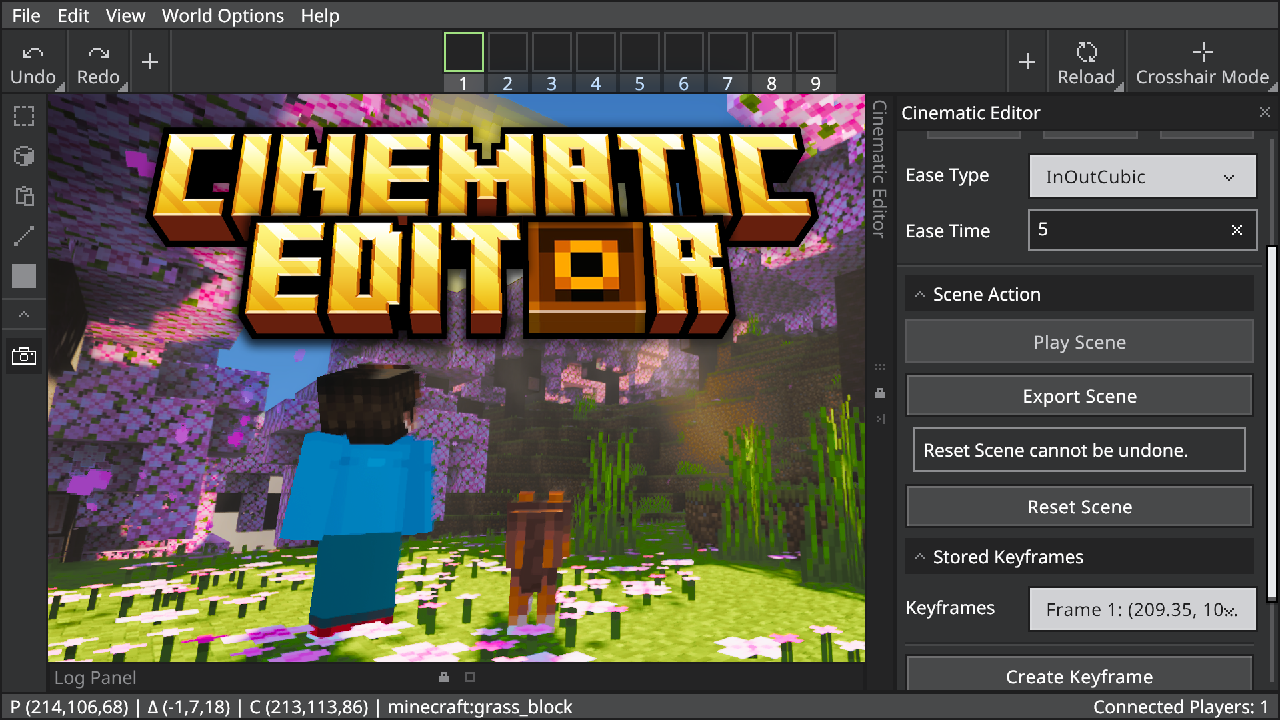 File Edit View World Options Help
Undo Redo Reload Crosshair Mode
1 2 3 4 5 6 7 8 9
Cinematic Editor
CINEMATIC
EDITOR
Cinematic Editor
Ease Type InOutCubic
Ease Time 5
Scene Action
Play Scene
Export Scene
Reset Scene cannot be undone.
Reset Scene
Stored Keyframes
Keyframes Frame 1: (209.35, 10...
Create Keyframe
Log Panel
P (214,106,68) | Δ (-1,7,18) | C (213,113,86) | minecraft:grass_block
Connected Players: 1